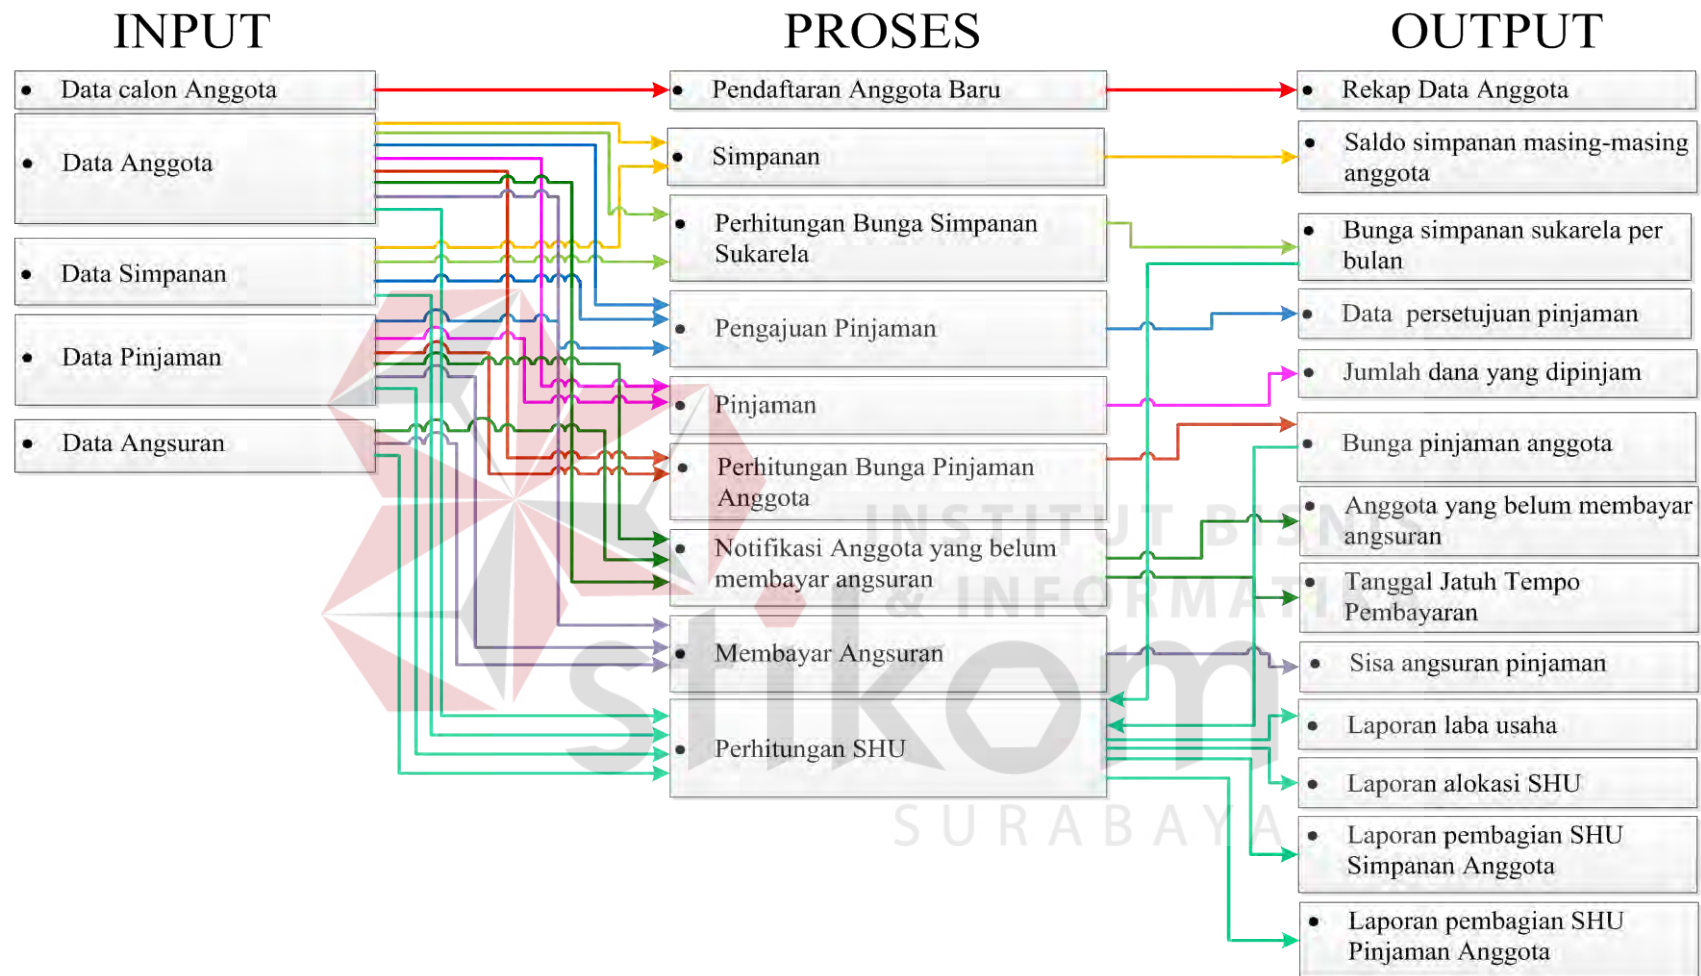 INPUT
PROSES
OUTPUT
• Data calon Anggota
• Data Anggota
• Data Simpanan
• Data Pinjaman
• Data Angsuran
• Pendaftaran Anggota Baru
• Simpanan
• Perhitungan Bunga Simpanan
Sukarela
• Pengajuan Pinjaman
• Pinjaman
• Perhitungan Bunga Pinjaman
Anggota
• Notifikasi Anggota yang belum
membayar angsuran
• Membayar Angsuran
• Perhitungan SHU
• Rekap Data Anggota
• Saldo simpanan masing-masing
anggota
• Bunga simpanan sukarela per
bulan
• Data persetujuan pinjaman
• Jumlah dana yang dipinjam
• Bunga pinjaman anggota
• Anggota yang belum membayar
angsuran
• Tanggal Jatuh Tempo
Pembayaran
• Sisa angsuran pinjaman
• Laporan laba usaha
• Laporan alokasi SHU
• Laporan pembagian SHU
Simpanan Anggota
• Laporan pembagian SHU
Pinjaman Anggota
INSTITUT BISNIS
& INFORMATI
stikom
SURABAYA